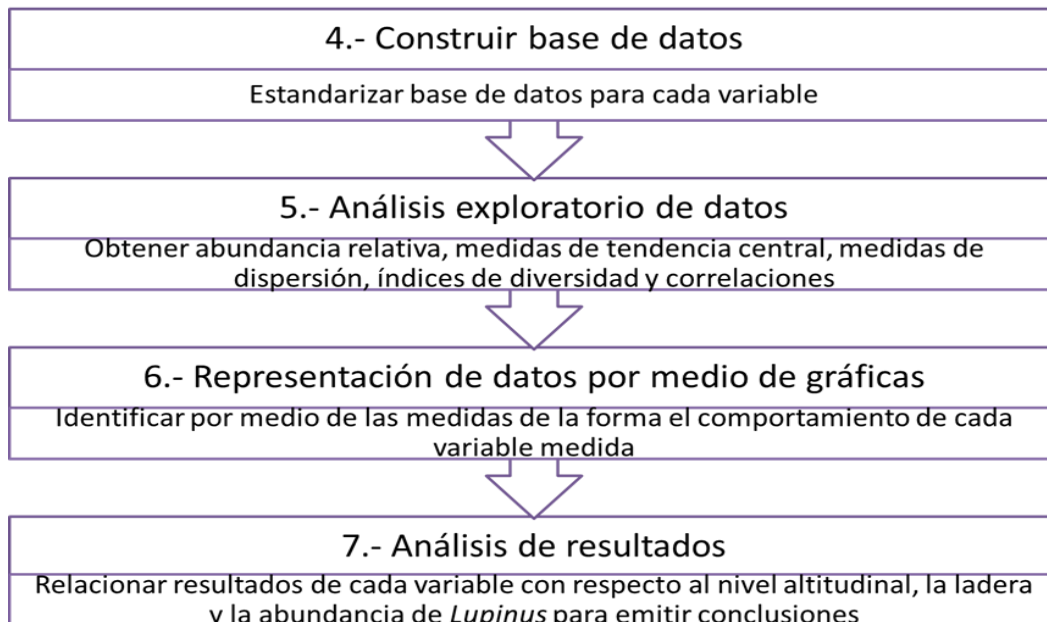 4.- Construir base de datos
Estandarizar base de datos para cada variable
5.- Análisis exploratorio de datos
Obtener abundancia relativa, medidas de tendencia central, medidas de
dispersión, índices de diversidad y correlaciones
6.- Representación de datos por medio de gráficas
Identificar por medio de las medidas de la forma el comportamiento de cada
variable medida
7.- Análisis de resultados
Relacionar resultados de cada variable con respecto al nivel altitudinal, la ladera
y la abundancia de Lupinus para emitir conclusiones